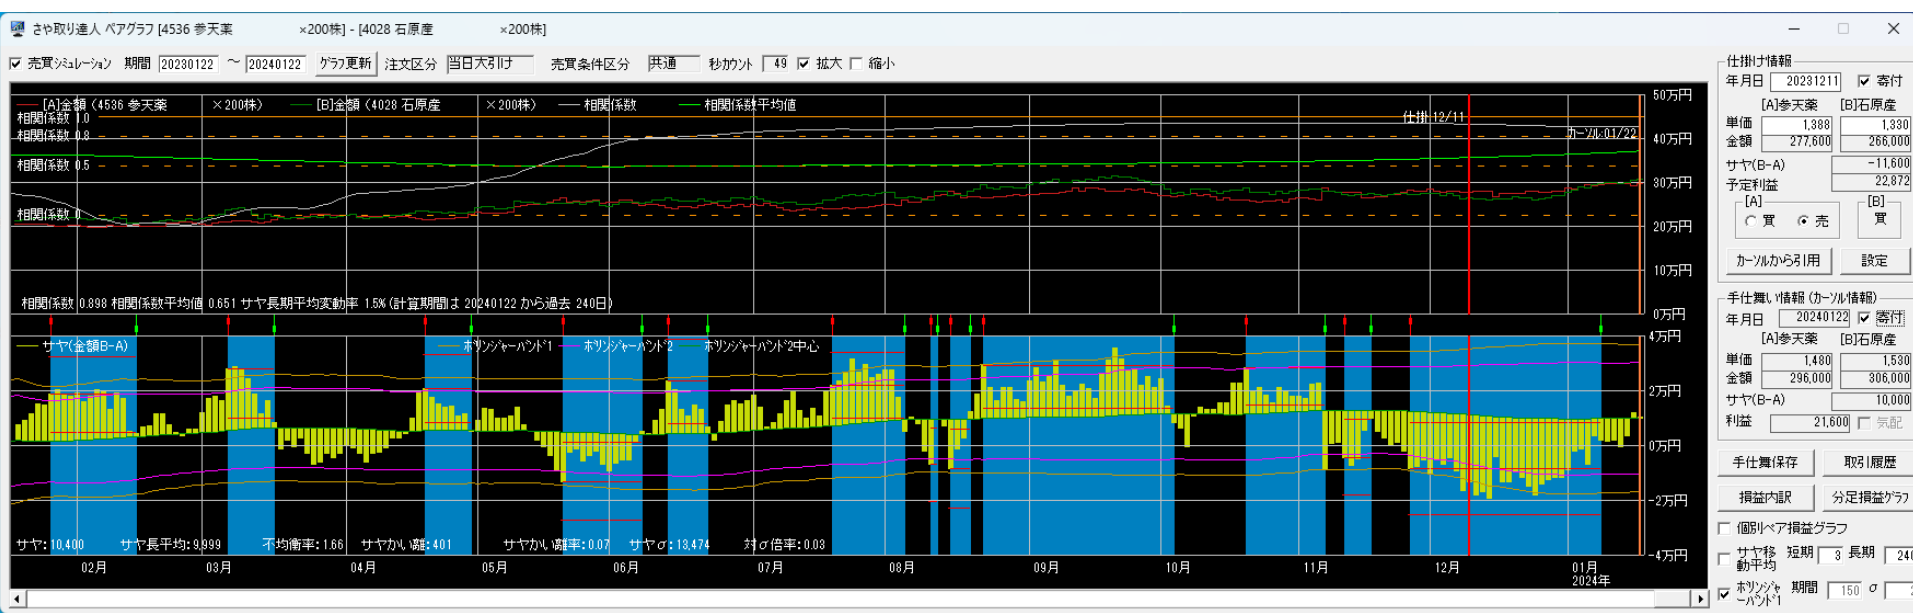 さや取り達人 ペアグラフ [4536 参天薬 ×200株] - [4028 石原産 ×200株]
売買シミュレーション 期間 20230122 ～ 20240122 グラフ更新 注文区分 当日大引け 売買条件区分 共通 秒カウント 49 拡大 縮小
[A]金額 (4536 参天薬 ×200株) [B]金額 (4028 石原産 ×200株) 相関係数 相関係数平均値
相関係数 1.0
相関係数 0.8
相関係数 0.5
相関係数 0
仕掛:12/11
カーソル:01/22
50万円
40万円
30万円
20万円
10万円
0万円
相関係数 0.898 相関係数平均値 0.651 サヤ長期平均変動率 1.5% (計算期間は 20240122 から過去 240日)
サヤ(金額B-A) ボリンジャーバンド1 ボリンジャーバンド2 ボリンジャーバンド2中心
4万円
2万円
0万円
-2万円
-4万円
サヤ:10,400 サヤ長平均:9,999 不均衡率:1.66 サヤかい離:401 サヤかい離率:0.07 サヤσ:13,474 対σ倍率:0.03
02月 03月 04月 05月 06月 07月 08月 09月 10月 11月 12月 01月
2024年
仕掛け情報
年月日 20231211 寄付
[A]参天薬 [B]石原産
単価 1,388 1,330
金額 277,600 266,000
サヤ(B-A) -11,600
予定利益 22,872
[A] [B]
買 売 買
カーソルから引用 設定
手仕舞い情報 (カーソル情報)
年月日 20240122 寄付
[A]参天薬 [B]石原産
単価 1,480 1,530
金額 296,000 306,000
サヤ(B-A) 10,000
利益 21,600 気配
手仕舞保存 取引履歴
損益内訳 分足損益グラフ
個別ペア損益グラフ
サヤ移動平均 短期 3 長期 240
ボリンジャーバンド1 期間 150 σ